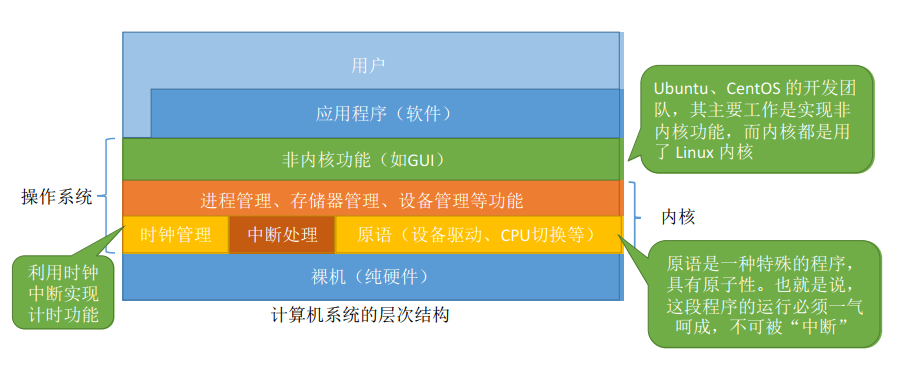 用户
应用程序（软件）
Ubuntu、CentOS 的开发团
队，其主要工作是实现非
内核功能，而内核都是用
了 Linux 内核
非内核功能（如GUI）
操作系统
进程管理、存储器管理、设备管理等功能
内核
时钟管理
中断处理
原语（设备驱动、CPU切换等）
利用时钟
中断实现
计时功能
裸机（纯硬件）
原语是一种特殊的程序，
具有原子性。也就是说，
这段程序的运行必须一气
呵成，不可被“中断”
计算机系统的层次结构